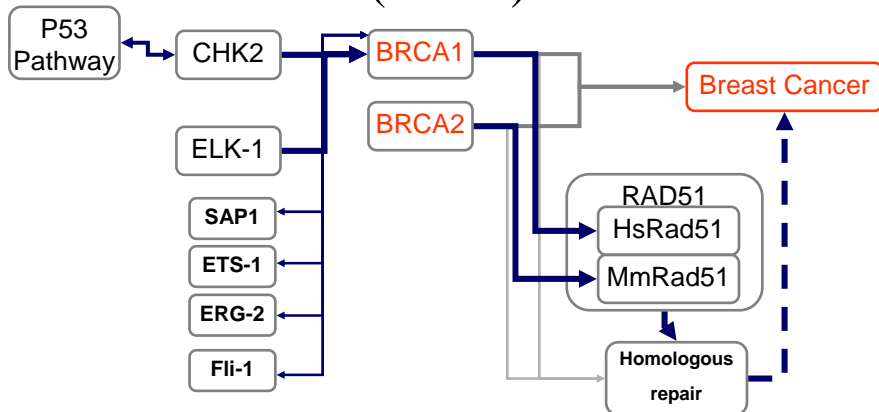 P53
Pathway
CHK2
BRCA1
Breast Cancer
BRCA2
ELK-1
RAD51
SAP1
HsRad51
ETS-1
MmRad51
ERG-2
Fli-1
Homologous
repair